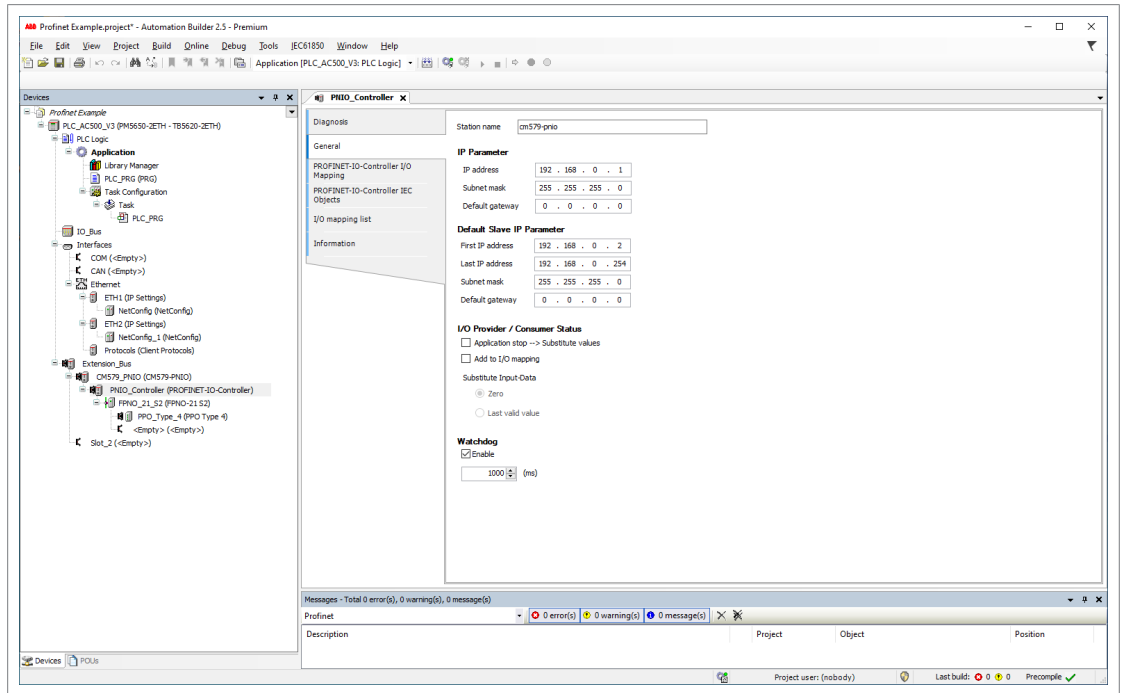 ABB Profinet Example.project* - Automation Builder 2.5 - Premium
File Edit View Project Build Online Debug Tools IEC61850 Window Help
Application [PLC_AC500_V3: PLC Logic]
Devices
Profinet Example
PLC_AC500_V3 (PM5650-2ETH - TB5620-2ETH)
PLC Logic
Application
Library Manager
PLC_PRG (PRG)
Task Configuration
Task
PLC_PRG
IO_Bus
Interfaces
COM (<Empty>)
CAN (<Empty>)
Ethernet
ETH1 (IP Settings)
NetConfig (NetConfig)
ETH2 (IP Settings)
NetConfig_1 (NetConfig)
Protocols (Client Protocols)
Extension_Bus
CM579_PNIO (CM579-PNIO)
PNIO_Controller (PROFINET-IO-Controller)
FPNO_21_S2 (FPNO-21 S2)
PPO_Type_4 (PPO Type 4)
<Empty> (<Empty>)
Slot_2 (<Empty>)
Devices POUs
PNIO_Controller
Diagnosis
General
PROFINET-IO-Controller I/O
Mapping
PROFINET-IO-Controller IEC
Objects
I/O mapping list
Information
Station name cm579-pnio
IP Parameter
IP address 192 . 168 . 0 . 1
Subnet mask 255 . 255 . 255 . 0
Default gateway 0 . 0 . 0 . 0
Default Slave IP Parameter
First IP address 192 . 168 . 0 . 2
Last IP address 192 . 168 . 0 . 254
Subnet mask 255 . 255 . 255 . 0
Default gateway 0 . 0 . 0 . 0
I/O Provider / Consumer Status
Application stop --> Substitute values
Add to I/O mapping
Substitute Input-Data
Zero
Last valid value
Watchdog
Enable
1000 (ms)
Messages - Total 0 error(s), 0 warning(s), 0 message(s)
Profinet 0 error(s) 0 warning(s) 0 message(s)
Description Project Object Position
Project user: (nobody) Last build: 0 0 Precompile